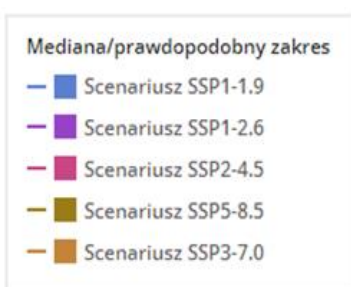 Mediana/prawdopodobny zakres
Scenariusz SSP1-1.9
Scenariusz SSP1-2.6
Scenariusz SSP2-4.5
Scenariusz SSP5-8.5
Scenariusz SSP3-7.0